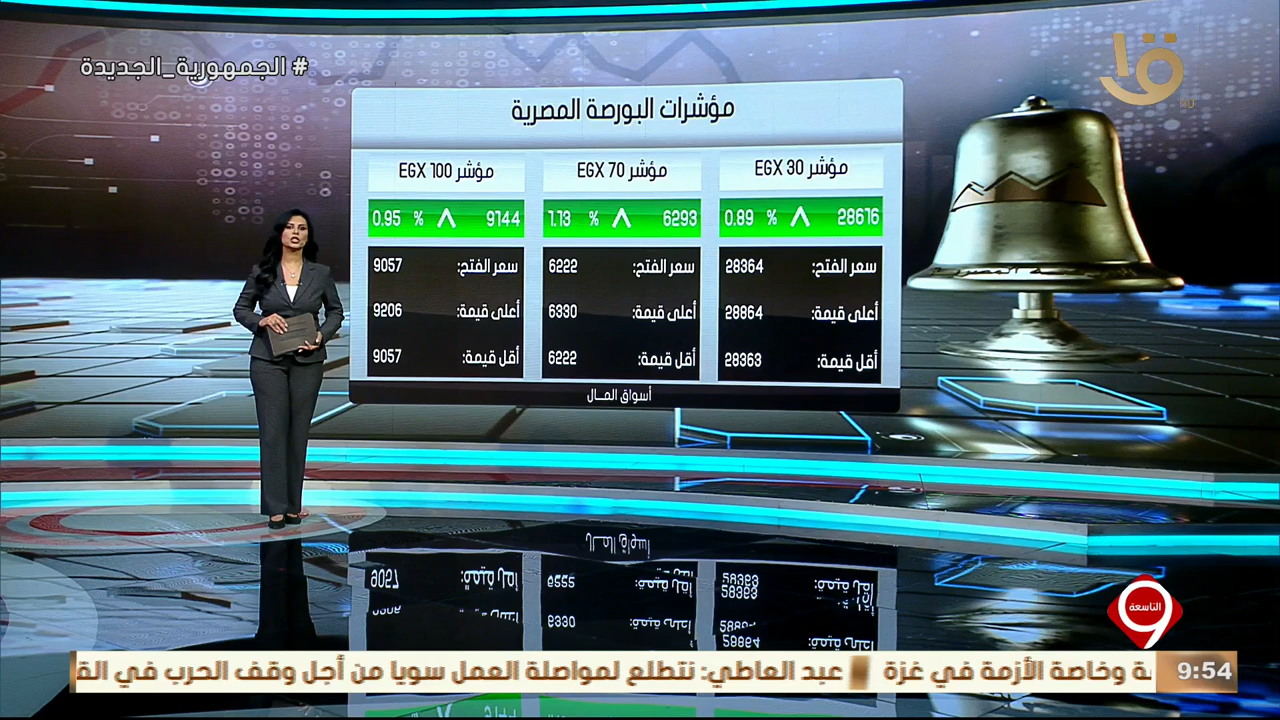 #الجمهورية_الجديدة
مؤشرات البورصة المصرية
مؤشر EGX 30
28616 0.89 %
سعر الفتح: 28364
أعلى قيمة: 28864
أقل قيمة: 28363
مؤشر EGX 70
6293 1.13 %
سعر الفتح: 6222
أعلى قيمة: 6330
أقل قيمة: 6222
مؤشر EGX 100
9144 0.95 %
سعر الفتح: 9057
أعلى قيمة: 9206
أقل قيمة: 9057
أسواق المـال
التاسعة
9
9:54
وخاصة الأزمة في غزة
عبد العاطي: نتطلع لمواصلة العمل سويا من أجل وقف الحرب في